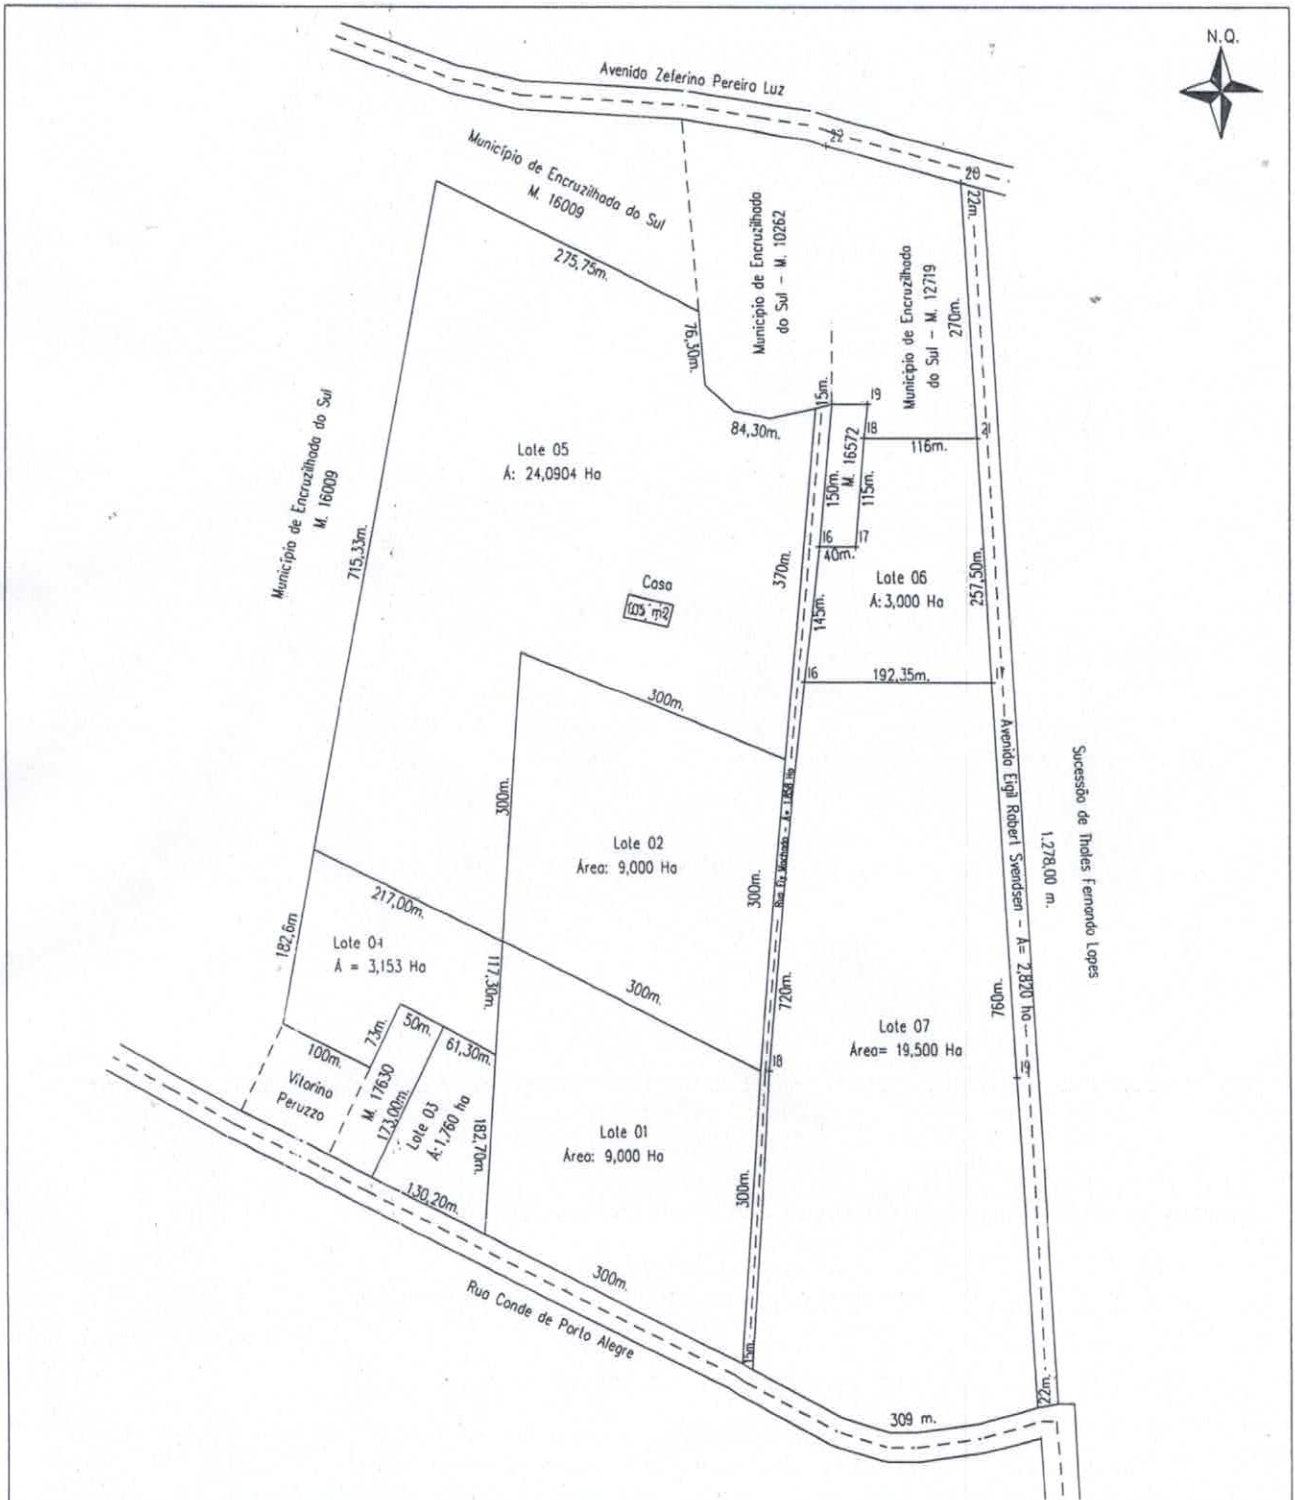 N.Q.
Avenida Zeferino Pereira Luz
22
20
22m.
Município de Encruzilhada do Sul
M. 16009
275,75m.
Município de Encruzilhada
do Sul - M. 10262
Município de Encruzilhada
do Sul - M. 12719
270m.
76,30m.
15m.
19
18
21
84,30m.
116m.
M. 16572
150m.
115m.
Lote 05
Á: 24,0904 Ha
Município de Encruzilhada do Sul
M. 16009
715,33m.
16
17
40m.
370m.
Lote 06
Á: 3,000 Ha
257,50m.
145m.
Casa
16
192,35m.
17
300m.
Avenida Eigil Robert Svendsen - Á= 2,820 ha
Sucessão de Thales Fernando Lopes
1.278,00 m.
300m.
Lote 02
Área: 9,000 Ha
300m.
217,00m.
182,6m
Lote 04
Á = 3,153 Ha
117,30m.
300m.
720m.
760m.
Lote 07
Área= 19,500 Ha
50m.
73m.
61,30m.
100m.
18
19
Vitorino
Peruzzo
M. 17630
173,00m.
Lote 03
Á: 1,760 ha
182,70m.
Lote 01
Área: 9,000 Ha
300m.
130,20m.
300m.
Rua Conde de Porto Alegre
15m.
22m.
309 m.